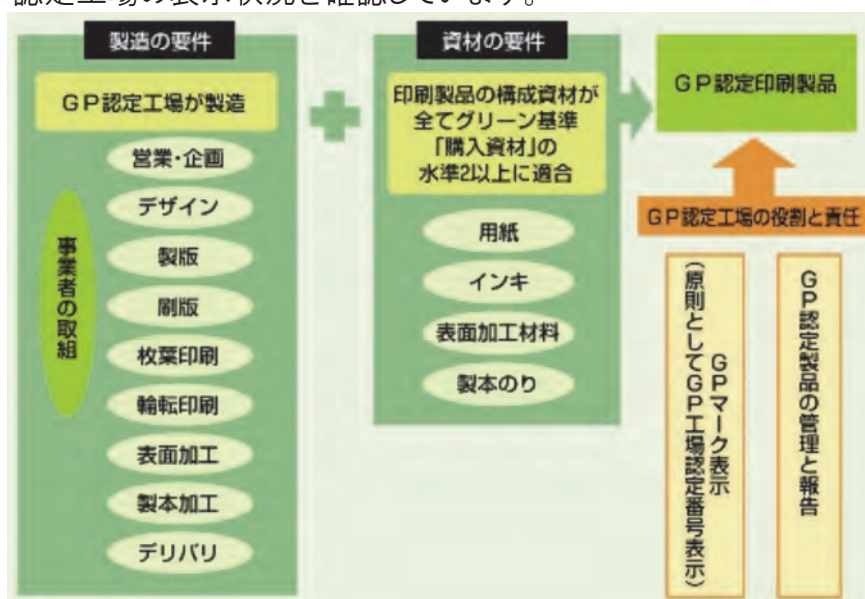 認定工場の表示状況を確認しています。
製造の要件
GP認定工場が製造
事業者の取組
営業・企画
デザイン
製版
刷版
枚葉印刷
輪転印刷
表面加工
製本加工
デリバリ
資材の要件
印刷製品の構成資材が
全てグリーン基準
「購入資材」の
水準2以上に適合
用紙
インキ
表面加工材料
製本のり
GP認定印刷製品
GP認定工場の役割と責任
GP認定製品の管理と報告
GPマーク表示
(原則としてGP工場認定番号表示)